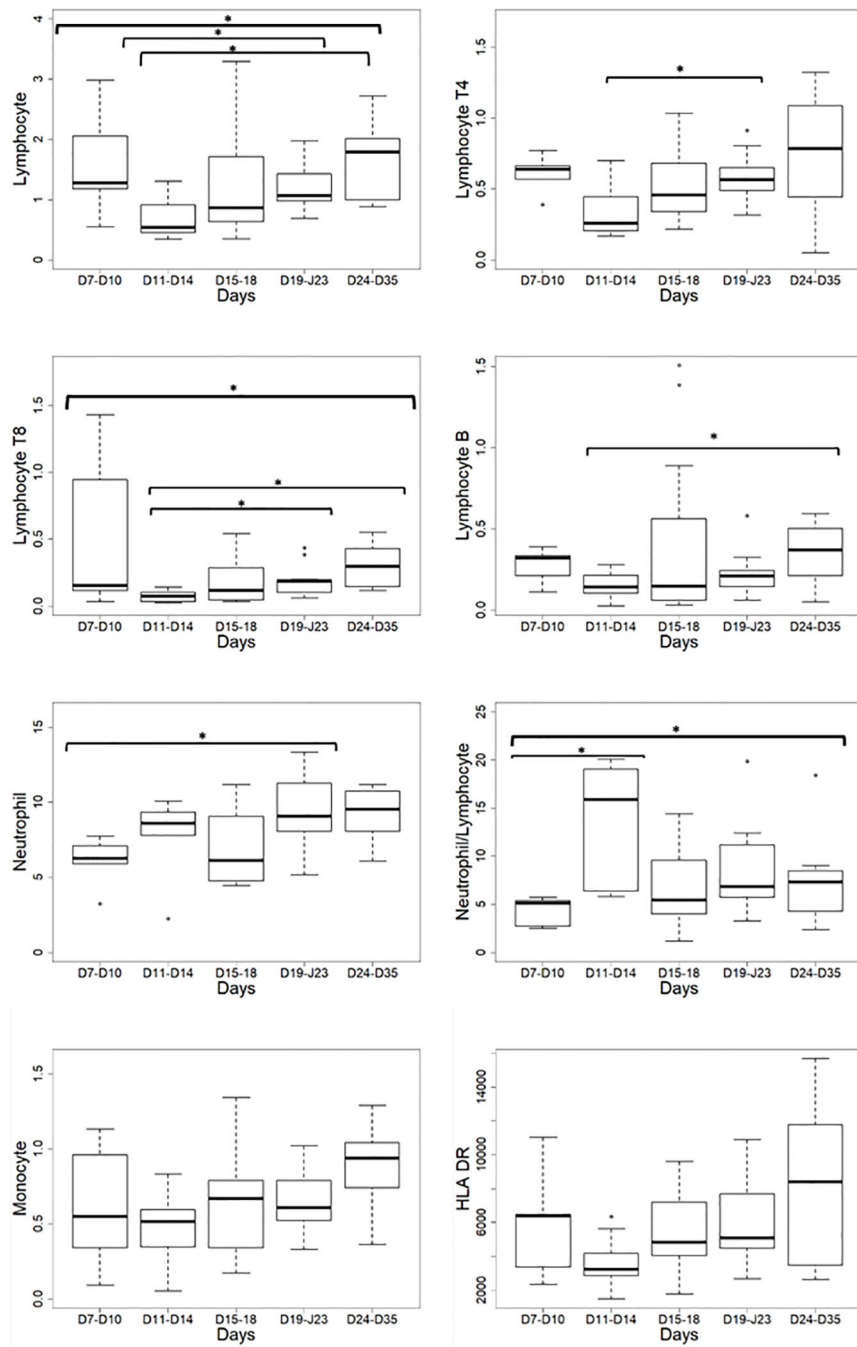 Lymphocyte
4
3
2
1
0
*
*
*
D7-D10 D11-D14 D15-18 D19-J23 D24-D35
Days
Lymphocyte T4
1.5
1.0
0.5
0.0
*
D7-D10 D11-D14 D15-18 D19-J23 D24-D35
Days
Lymphocyte T8
1.5
1.0
0.5
0.0
*
*
*
D7-D10 D11-D14 D15-18 D19-J23 D24-D35
Days
Lymphocyte B
1.5
1.0
0.5
0.0
*
D7-D10 D11-D14 D15-18 D19-J23 D24-D35
Days
Neutrophil
15
10
5
0
*
D7-D10 D11-D14 D15-18 D19-J23 D24-D35
Days
Neutrophil/Lymphocyte
25
20
15
10
5
0
*
*
D7-D10 D11-D14 D15-18 D19-J23 D24-D35
Days
Monocyte
1.5
1.0
0.5
0.0
D7-D10 D11-D14 D15-18 D19-J23 D24-D35
Days
HLA DR
14000
10000
6000
2000
D7-D10 D11-D14 D15-18 D19-J23 D24-D35
Days